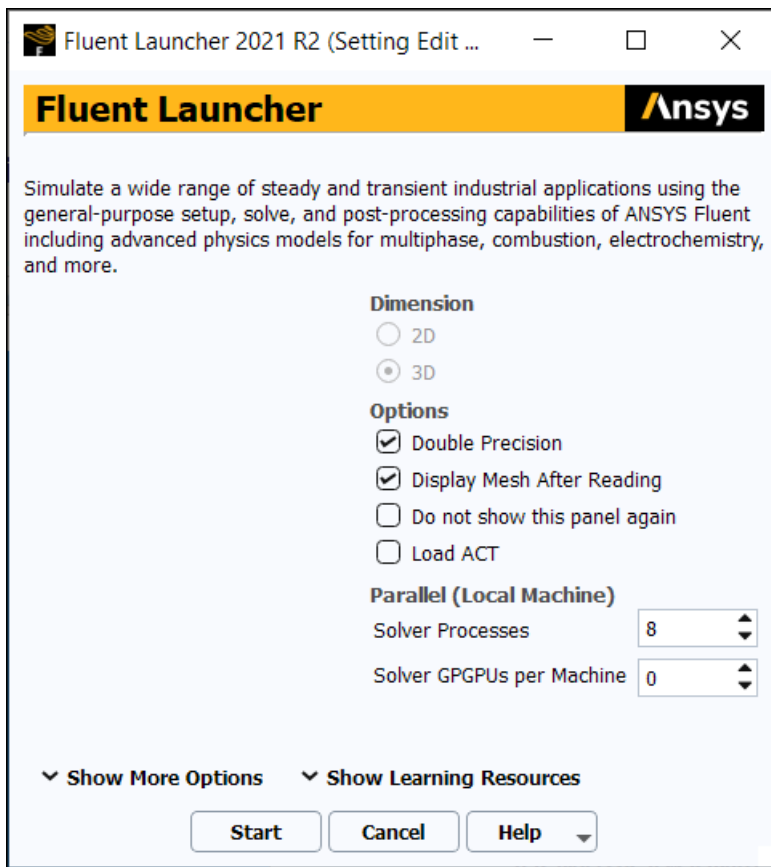 Fluent Launcher 2021 R2 (Setting Edit ...
Fluent Launcher
Ansys
Simulate a wide range of steady and transient industrial applications using the
general-purpose setup, solve, and post-processing capabilities of ANSYS Fluent
including advanced physics models for multiphase, combustion, electrochemistry,
and more.
Dimension
2D
3D
Options
Double Precision
Display Mesh After Reading
Do not show this panel again
Load ACT
Parallel (Local Machine)
Solver Processes 8
Solver GPGPUs per Machine 0
Show More Options Show Learning Resources
Start Cancel Help